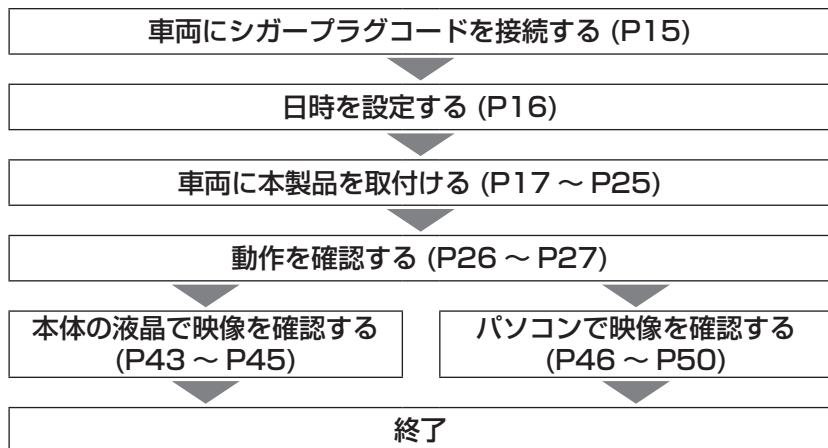 車両にシガープラグコードを接続する (P15)
日時を設定する (P16)
車両に本製品を取付ける (P17 ～ P25)
動作を確認する (P26 ～ P27)
本体の液晶で映像を確認する
(P43 ～ P45)
パソコンで映像を確認する
(P46 ～ P50)
終了